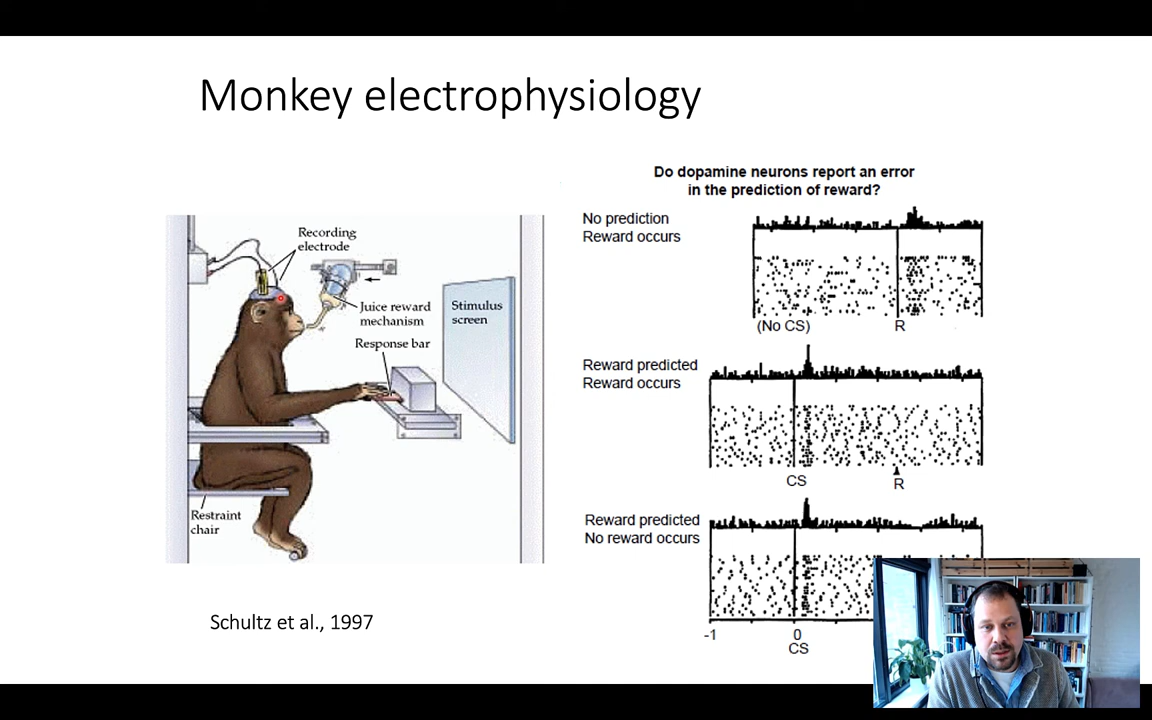 Monkey electrophysiology
Recording
electrode
Juice reward
mechanism
Response bar
Stimulus
screen
Restraint
chair
Schultz et al., 1997
Do dopamine neurons report an error
in the prediction of reward?
No prediction
Reward occurs
(No CS) R
Reward predicted
Reward occurs
CS R
Reward predicted
No reward occurs
-1 0
CS